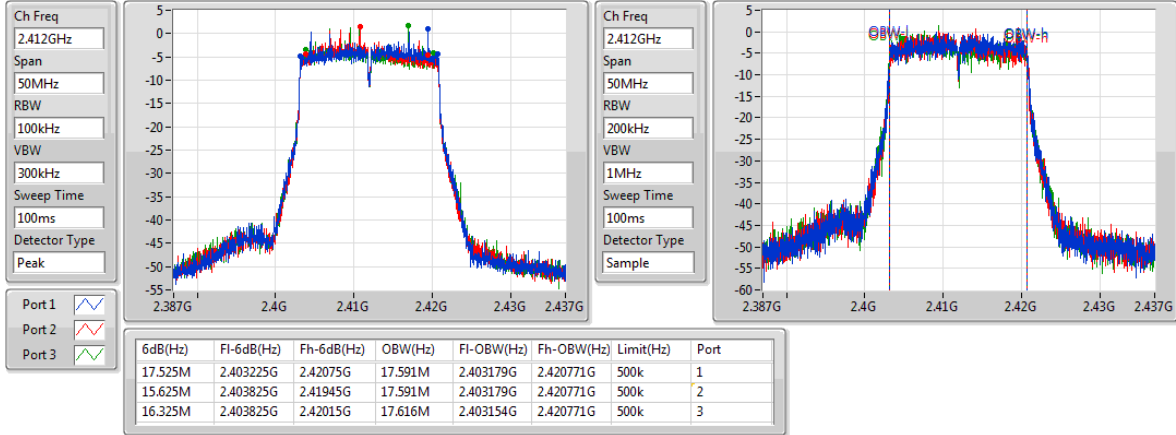 Ch Freq
2.412GHz
Span
50MHz
RBW
100kHz
VBW
300kHz
Sweep Time
100ms
Detector Type
Peak
5
0
-5
-10
-15
-20
-25
-30
-35
-40
-45
-50
-55
2.387G 2.4G 2.41G 2.42G 2.43G 2.437G
Ch Freq
2.412GHz
Span
50MHz
RBW
200kHz
VBW
1MHz
Sweep Time
100ms
Detector Type
Sample
5
0
-5
-10
-15
-20
-25
-30
-35
-40
-45
-50
-55
-60
OBW-l OBW-h
2.387G 2.4G 2.41G 2.42G 2.43G 2.437G
Port 1
Port 2
Port 3
6dB(Hz) Fl-6dB(Hz) Fh-6dB(Hz) OBW(Hz) Fl-OBW(Hz) Fh-OBW(Hz) Limit(Hz) Port
17.525M 2.403225G 2.42075G 17.591M 2.403179G 2.420771G 500k 1
15.625M 2.403825G 2.41945G 17.591M 2.403179G 2.420771G 500k 2
16.325M 2.403825G 2.42015G 17.616M 2.403154G 2.420771G 500k 3